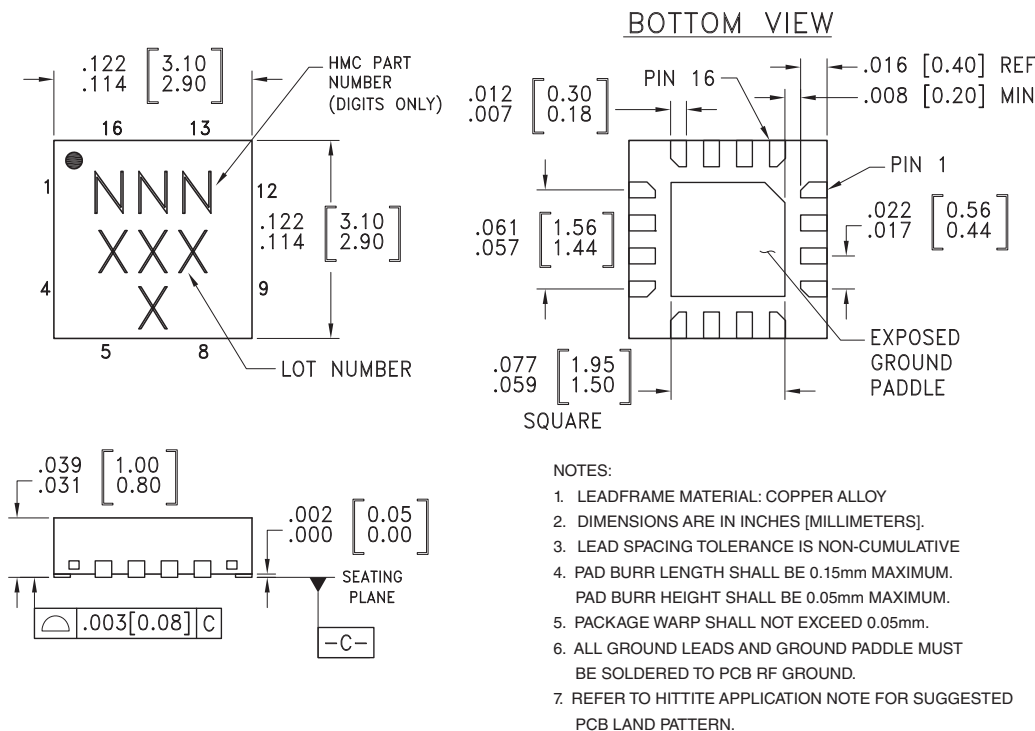 BOTTOM VIEW
.122 [3.10]
.114 [2.90]
HMC PART
NUMBER
(DIGITS ONLY)
16 13
1
12
4
9
5 8
NNN
XXX
X
.122 [3.10]
.114 [2.90]
LOT NUMBER
.012 [0.30]
.007 [0.18]
PIN 16
.016 [0.40] REF
.008 [0.20] MIN
PIN 1
.061 [1.56]
.057 [1.44]
.022 [0.56]
.017 [0.44]
.077 [1.95]
.059 [1.50]
SQUARE
EXPOSED
GROUND
PADDLE
.039 [1.00]
.031 [0.80]
.002 [0.05]
.000 [0.00]
SEATING
PLANE
.003[0.08] C
-C-
NOTES:
1. LEADFRAME MATERIAL: COPPER ALLOY
2. DIMENSIONS ARE IN INCHES [MILLIMETERS].
3. LEAD SPACING TOLERANCE IS NON-CUMULATIVE
4. PAD BURR LENGTH SHALL BE 0.15mm MAXIMUM.
PAD BURR HEIGHT SHALL BE 0.05mm MAXIMUM.
5. PACKAGE WARP SHALL NOT EXCEED 0.05mm.
6. ALL GROUND LEADS AND GROUND PADDLE MUST
BE SOLDERED TO PCB RF GROUND.
7. REFER TO HITTITE APPLICATION NOTE FOR SUGGESTED
PCB LAND PATTERN.